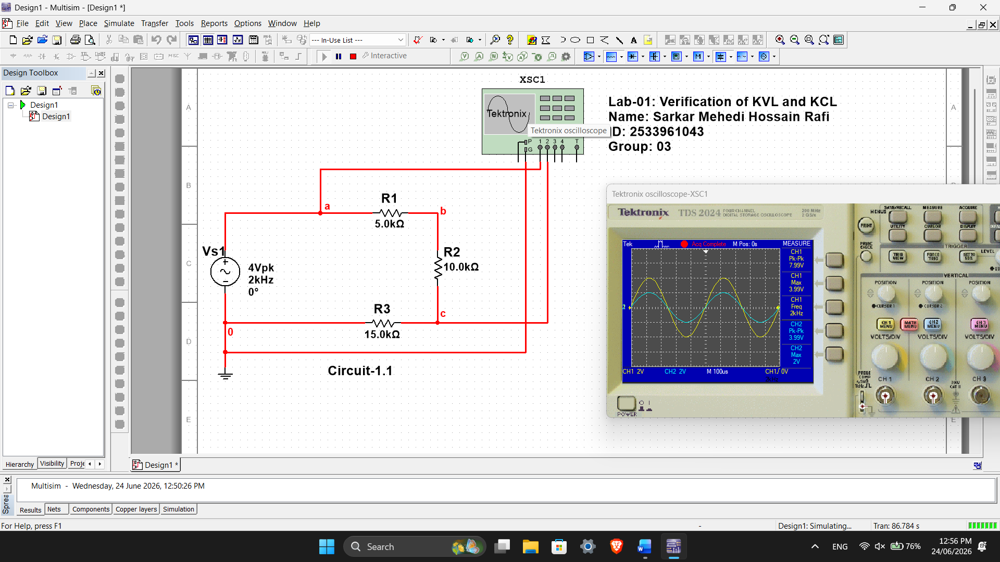 Design1 - Multisim - [Design1 *]
File Edit View Place Simulate Transfer Tools Reports Options Window Help
--- In-Use List ---
MISC
Interactive
Design Toolbox
Design1
Design1
Hierarchy Visibility Proje
XSC1
Tektronix
Tektronix oscilloscope
P 1 2 3 4 T
G
Lab-01: Verification of KVL and KCL
Name: Sarkar Mehedi Hossain Rafi
ID: 2533961043
Group: 03
A
B
C
D
E
A
E
a
R1
5.0kΩ
b
Vs1
4Vpk
2kHz
0°
R2
10.0kΩ
R3
15.0kΩ
c
0
Circuit-1.1
Tektronix oscilloscope-XSC1
Tektronix TDS 2024 FOUR CHANNEL DIGITAL STORAGE OSCILLOSCOPE 200 MHz 2 GS/s
Tek Acq Complete M Pos: 0s MEASURE
CH1
Pk-Pk
7.99V
CH1
Max
3.99V
CH1
Freq
2kHz
CH2
Pk-Pk
3.99V
CH2
Max
2V
CH1 2V CH2 2V M 100us CH1 / 0V
2kHz
POWER
MENUS SAVE/RECALL MEASURE ACQUIRE
PRINT
UTILITY CURSOR DISPLAY
PROBE CHECK
TRIGGER
TRIG VIEW FORCE TRIG SET TO 50% LEVEL
VERTICAL
POSITION POSITION POSITION
CURSOR 1 CURSOR 2
CH 1 MENU MATH MENU CH 2 MENU CH 3 MENU
VOLTS/DIV VOLTS/DIV VOLTS/DIV
PROBE COMP
~5V@
1kHz
CH 1 CH 2 300V CAT II CH 3
Design1 *
Multisim - Wednesday, 24 June 2026, 12:50:26 PM
Sprea
Results Nets Components Copper layers Simulation
For Help, press F1
-
Design1: Simulating... Tran: 86.784 s
Search
ENG
76%
12:56 PM
24/06/2026